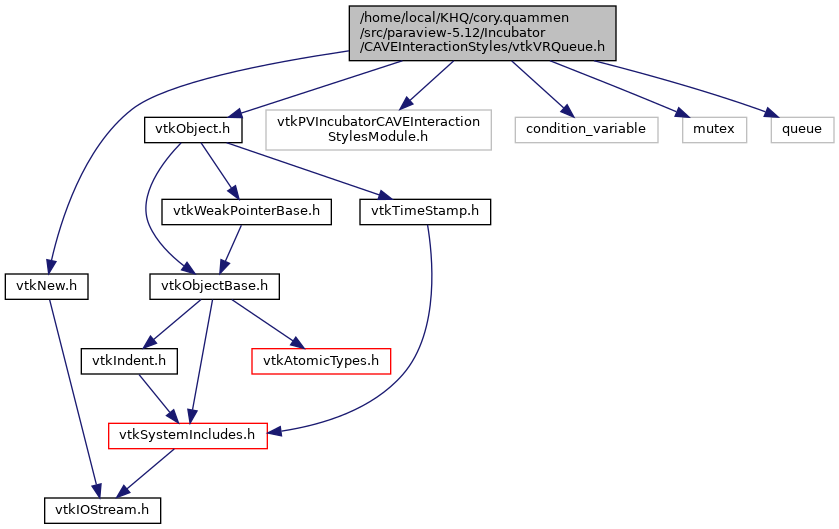 /home/local/KHQ/cory.quammen
/src/paraview-5.12/Incubator
/CAVEInteractionStyles/vtkVRQueue.h
vtkObject.h
vtkPVIncubatorCAVEInteraction
StylesModule.h
condition_variable
mutex
queue
vtkWeakPointerBase.h
vtkTimeStamp.h
vtkNew.h
vtkObjectBase.h
vtkIndent.h
vtkAtomicTypes.h
vtkSystemIncludes.h
vtkIOStream.h